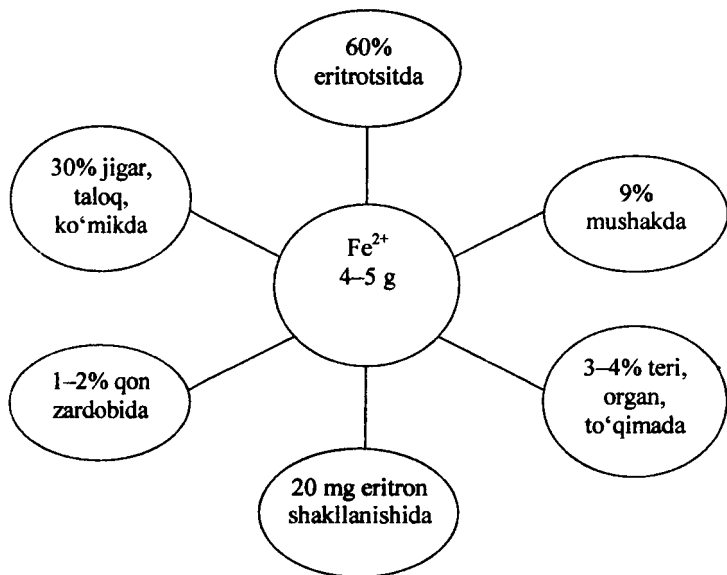 60%
eritrotsitda
30% jigar,
taloq,
ko‘mikda
9%
mushakda
Fe²⁺
4–5 g
1–2% qon
zardobida
3–4% teri,
organ,
to‘qimada
20 mg eritron
shakllanishida